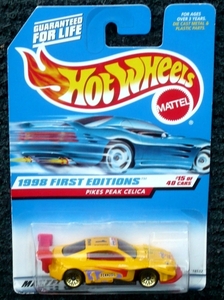 GUARANTEED
FOR LIFE
FOR AGES
OVER 3 YEARS.
DIE CAST METAL &
PLASTIC PARTS.
Hot Wheels
MATTEL
1998 FIRST EDITIONS
#15 OF
40 CARS
PIKES PEAK CELICA